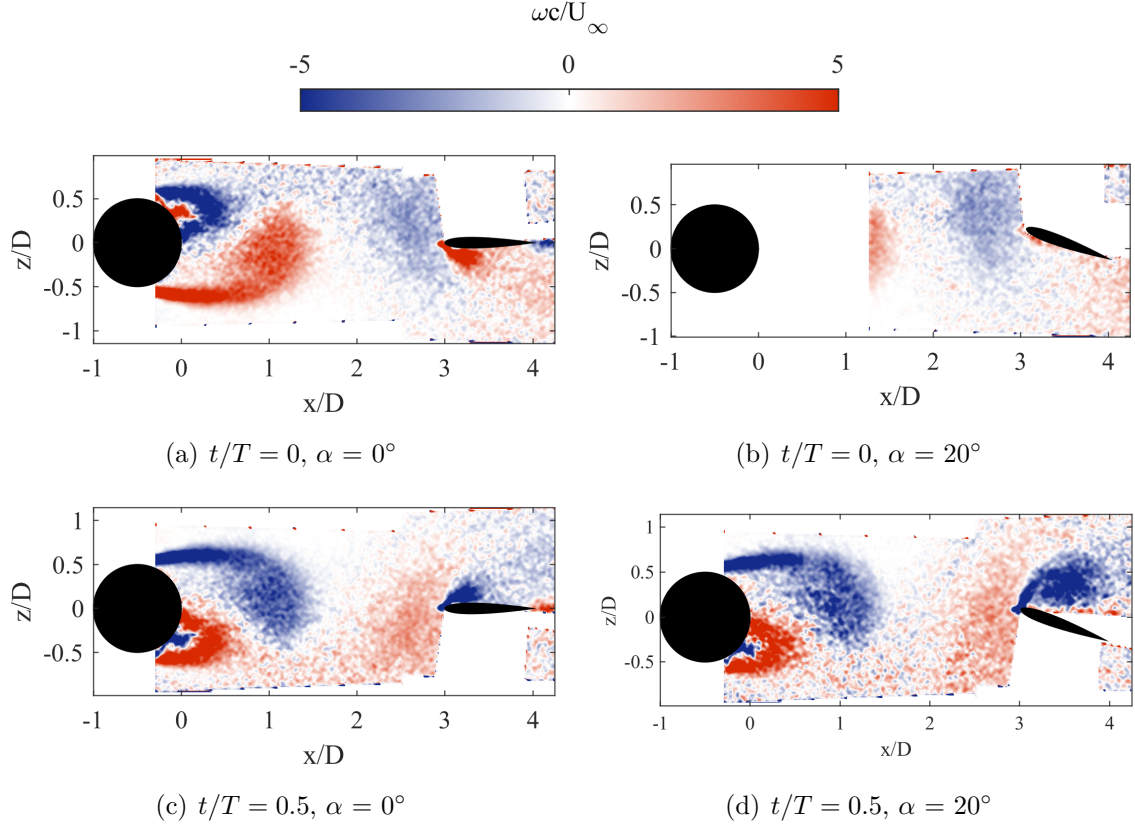 ωc/U∞
-5 0 5
0.5
0
-0.5
-1
z/D
-1 0 1 2 3 4
x/D
(a) t/T = 0, α = 0°
0.5
0
-0.5
-1
z/D
-1 0 1 2 3 4
x/D
(b) t/T = 0, α = 20°
1
0.5
0
-0.5
z/D
-1 0 1 2 3 4
x/D
(c) t/T = 0.5, α = 0°
1
0.5
0
-0.5
z/D
-1 0 1 2 3 4
x/D
(d) t/T = 0.5, α = 20°